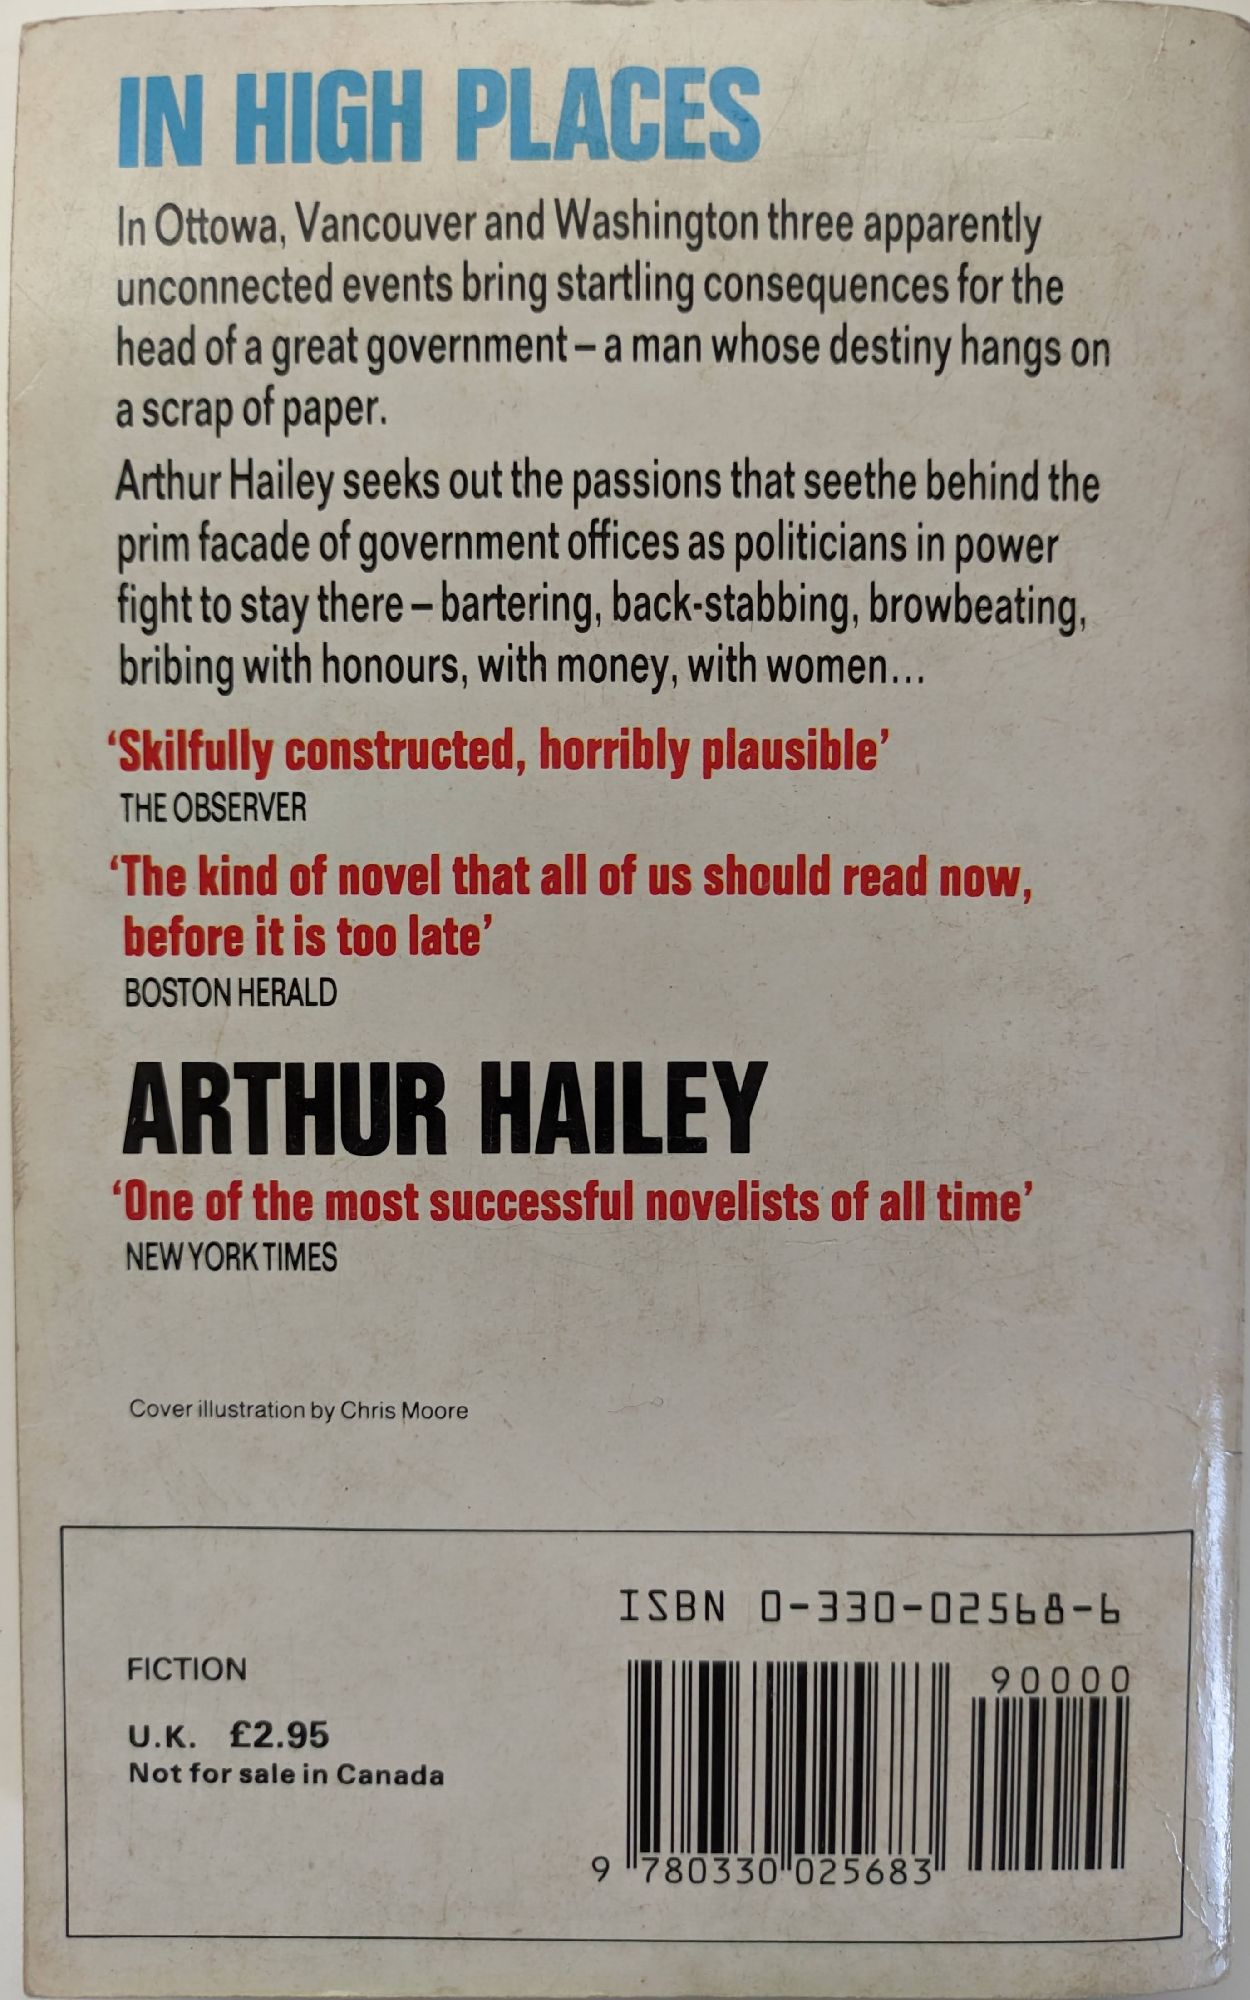 IN HIGH PLACES
In Ottowa, Vancouver and Washington three apparently
unconnected events bring startling consequences for the
head of a great government – a man whose destiny hangs on
a scrap of paper.
Arthur Hailey seeks out the passions that seethe behind the
prim facade of government offices as politicians in power
fight to stay there – bartering, back-stabbing, browbeating,
bribing with honours, with money, with women...
‘Skilfully constructed, horribly plausible’
THE OBSERVER
‘The kind of novel that all of us should read now,
before it is too late’
BOSTON HERALD
ARTHUR HAILEY
‘One of the most successful novelists of all time’
NEW YORK TIMES
Cover illustration by Chris Moore
ISBN 0-330-02568-6
FICTION
90000
U.K. £2.95
Not for sale in Canada
9 780330 025683